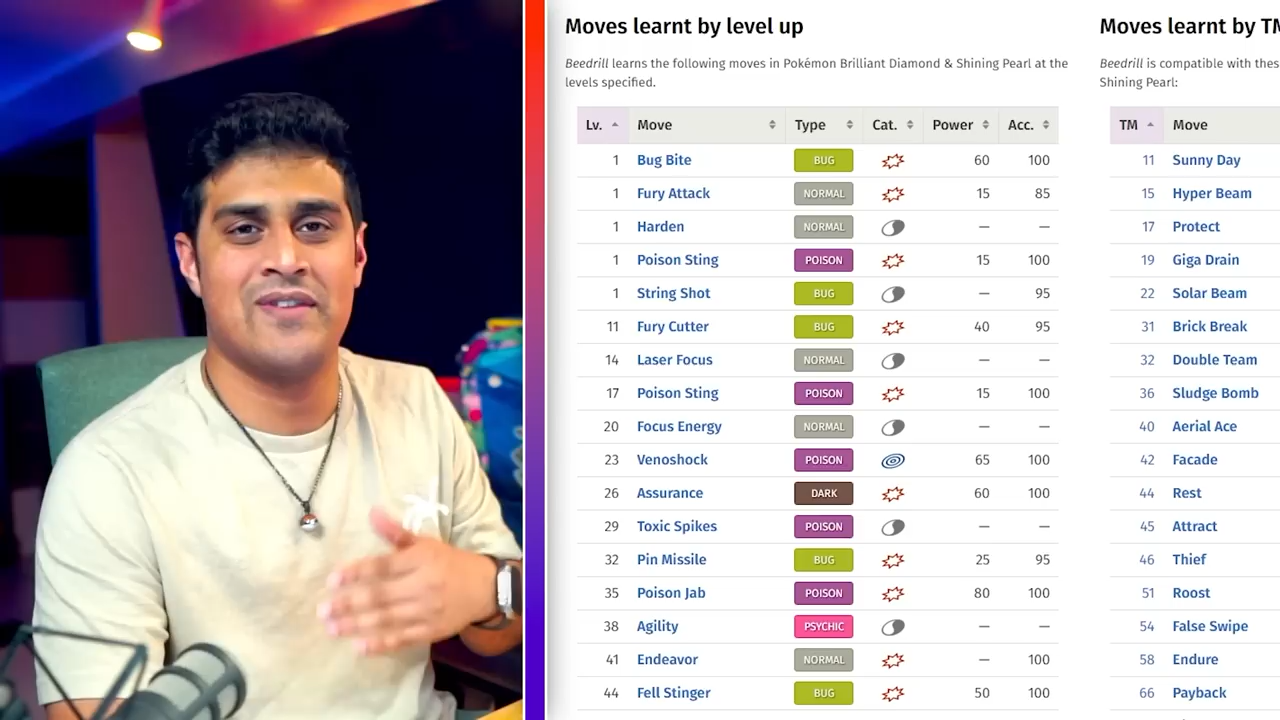 Moves learnt by level up
Beedrill learns the following moves in Pokémon Brilliant Diamond & Shining Pearl at the
levels specified.
Lv. Move Type Cat. Power Acc.
1 Bug Bite BUG 60 100
1 Fury Attack NORMAL 15 85
1 Harden NORMAL — —
1 Poison Sting POISON 15 100
1 String Shot BUG — 95
11 Fury Cutter BUG 40 95
14 Laser Focus NORMAL — —
17 Poison Sting POISON 15 100
20 Focus Energy NORMAL — —
23 Venoshock POISON 65 100
26 Assurance DARK 60 100
29 Toxic Spikes POISON — —
32 Pin Missile BUG 25 95
35 Poison Jab POISON 80 100
38 Agility PSYCHIC — —
41 Endeavor NORMAL — 100
44 Fell Stinger BUG 50 100
Moves learnt by TM
Beedrill is compatible with thes
Shining Pearl:
TM Move
11 Sunny Day
15 Hyper Beam
17 Protect
19 Giga Drain
22 Solar Beam
31 Brick Break
32 Double Team
36 Sludge Bomb
40 Aerial Ace
42 Facade
44 Rest
45 Attract
46 Thief
51 Roost
54 False Swipe
58 Endure
66 Payback